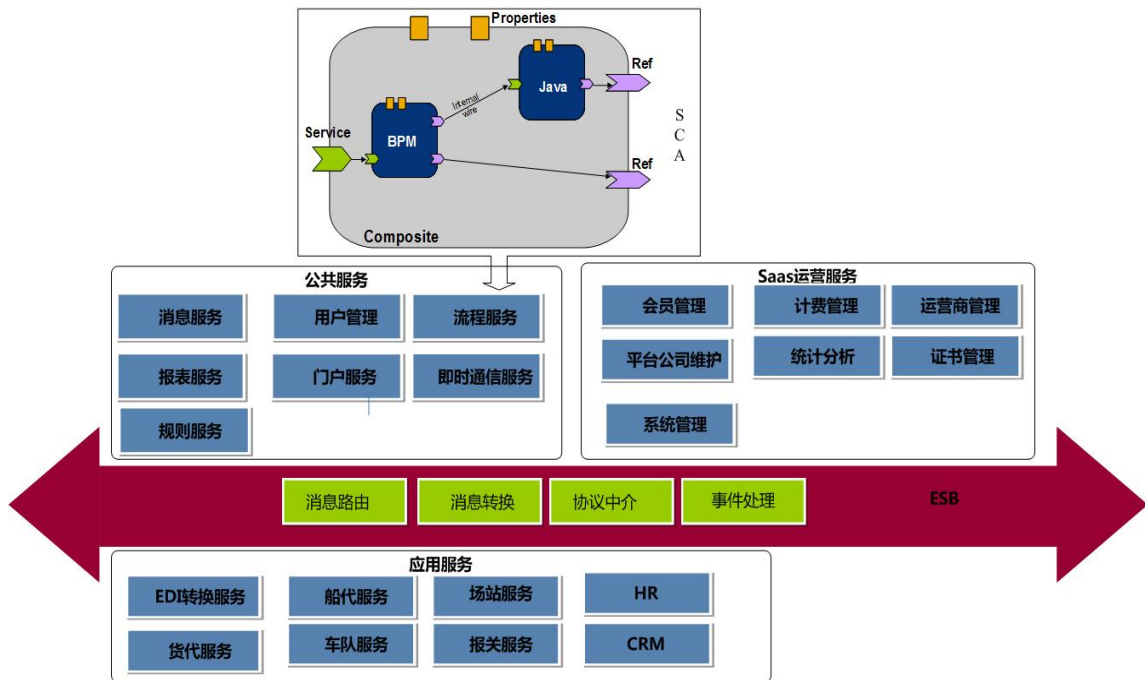 Properties
Ref
Java
Internal
wire
S
C
A
Service
BPM
Ref
Composite
公共服务
消息服务
用户管理
流程服务
报表服务
门户服务
即时通信服务
规则服务
Saas运营服务
会员管理
计费管理
运营商管理
平台公司维护
统计分析
证书管理
系统管理
消息路由
消息转换
协议中介
事件处理
ESB
应用服务
EDI转换服务
船代服务
场站服务
HR
货代服务
车队服务
报关服务
CRM